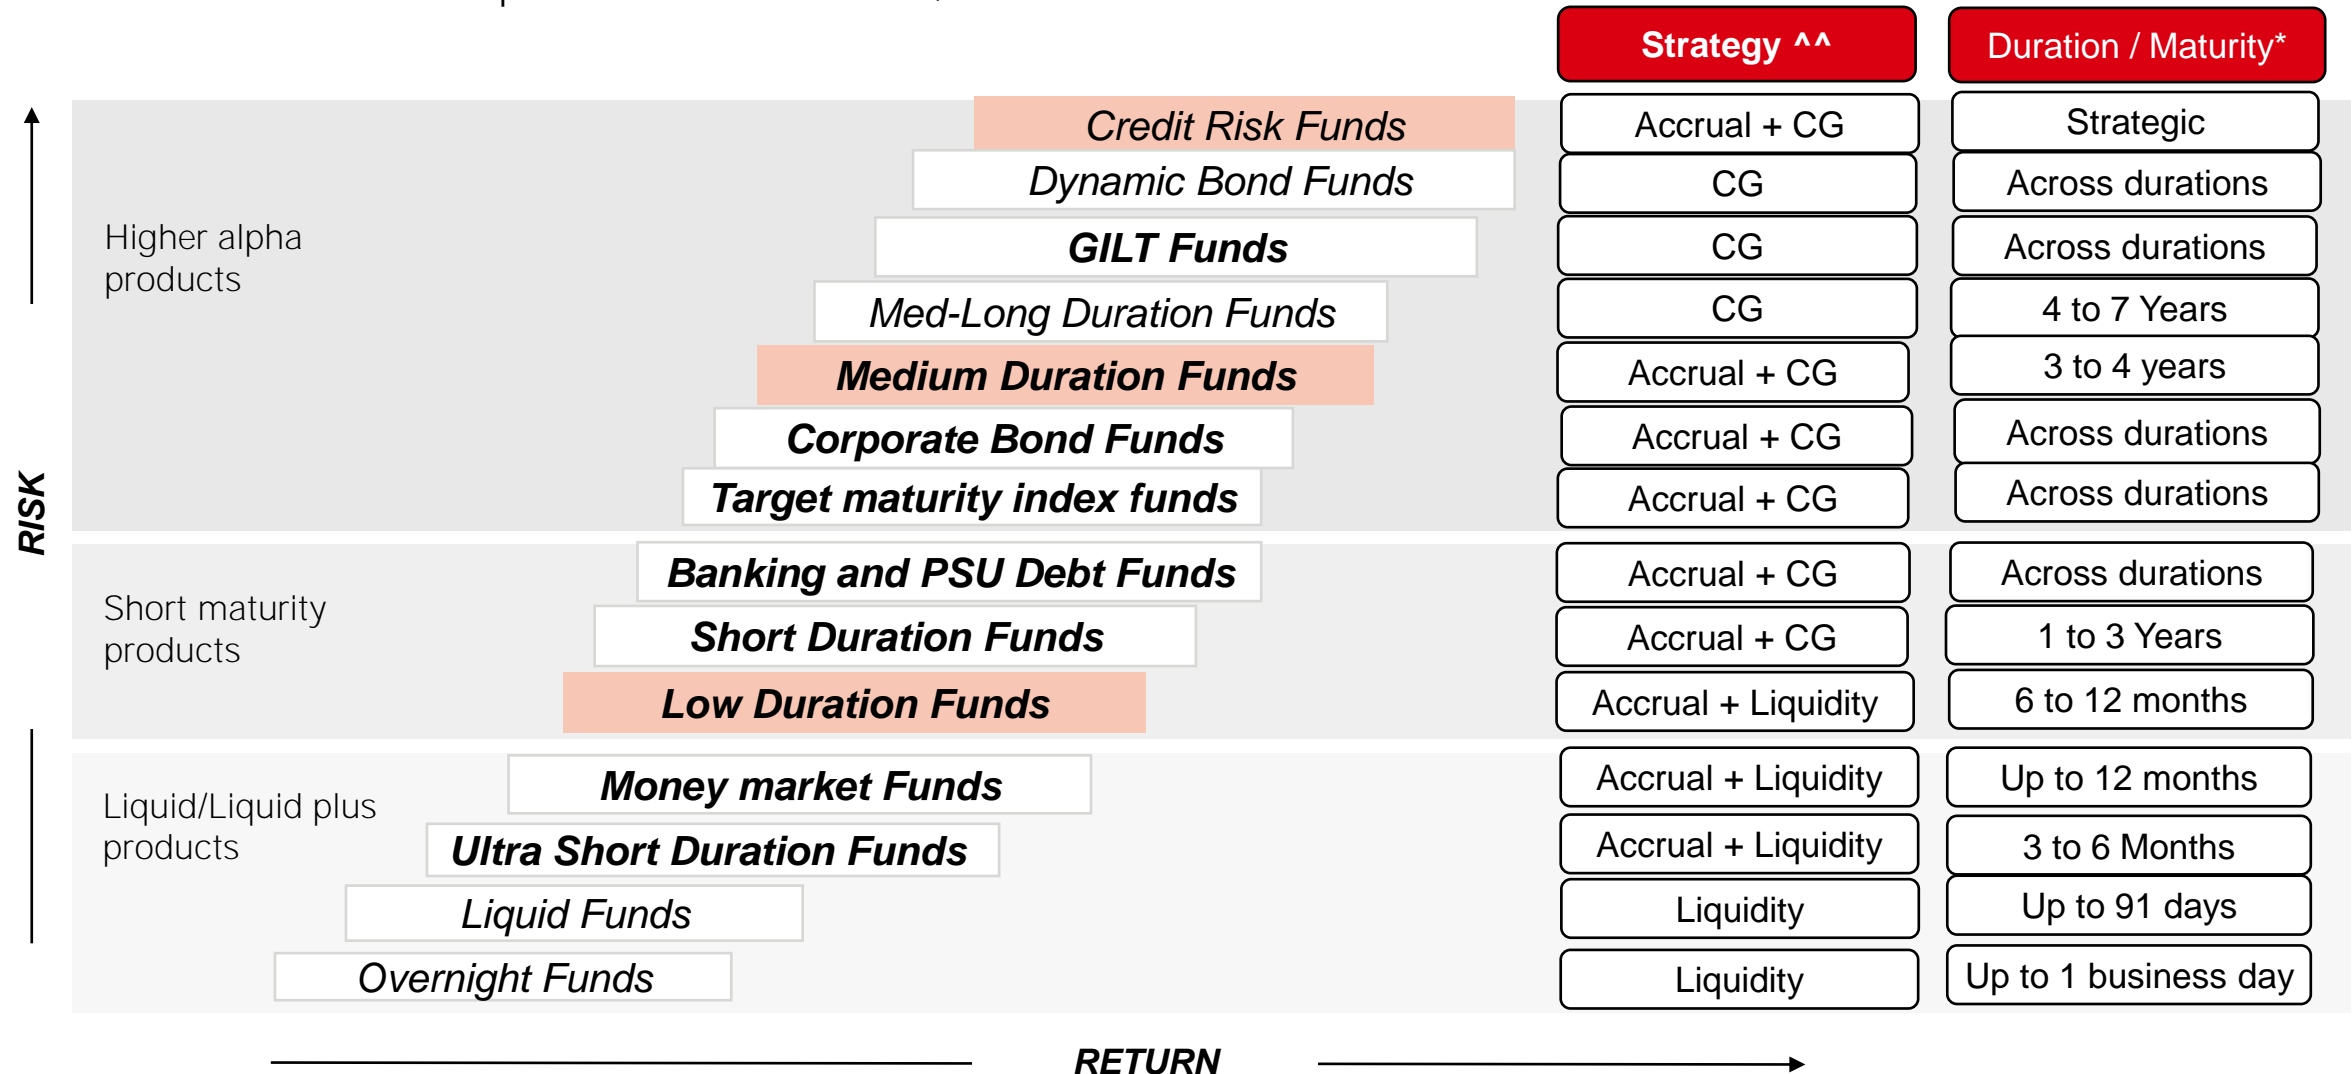 Strategy ^^ Duration / Maturity*
Credit Risk Funds Accrual + CG Strategic
Dynamic Bond Funds CG Across durations
Higher alpha
products
GILT Funds CG Across durations
Med-Long Duration Funds CG 4 to 7 Years
Medium Duration Funds Accrual + CG 3 to 4 years
Corporate Bond Funds Accrual + CG Across durations
Target maturity index funds Accrual + CG Across durations
RISK
Banking and PSU Debt Funds Accrual + CG Across durations
Short maturity
products
Short Duration Funds Accrual + CG 1 to 3 Years
Low Duration Funds Accrual + Liquidity 6 to 12 months
Money market Funds Accrual + Liquidity Up to 12 months
Liquid/Liquid plus
products
Ultra Short Duration Funds Accrual + Liquidity 3 to 6 Months
Liquid Funds Liquidity Up to 91 days
Overnight Funds Liquidity Up to 1 business day
RETURN